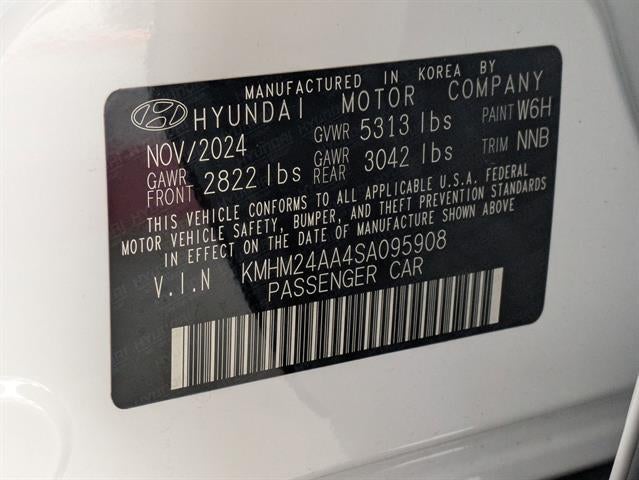 MANUFACTURED IN KOREA BY
HYUNDAI MOTOR COMPANY
NOV/2024 GVWR 5313 lbs PAINT W6H
GAWR FRONT 2822 lbs GAWR REAR 3042 lbs TRIM NNB
THIS VEHICLE CONFORMS TO ALL APPLICABLE U.S.A. FEDERAL
MOTOR VEHICLE SAFETY, BUMPER, AND THEFT PREVENTION STANDARDS
IN EFFECT ON THE DATE OF MANUFACTURE SHOWN ABOVE
V.I.N KMHM24AA4SA095908
PASSENGER CAR